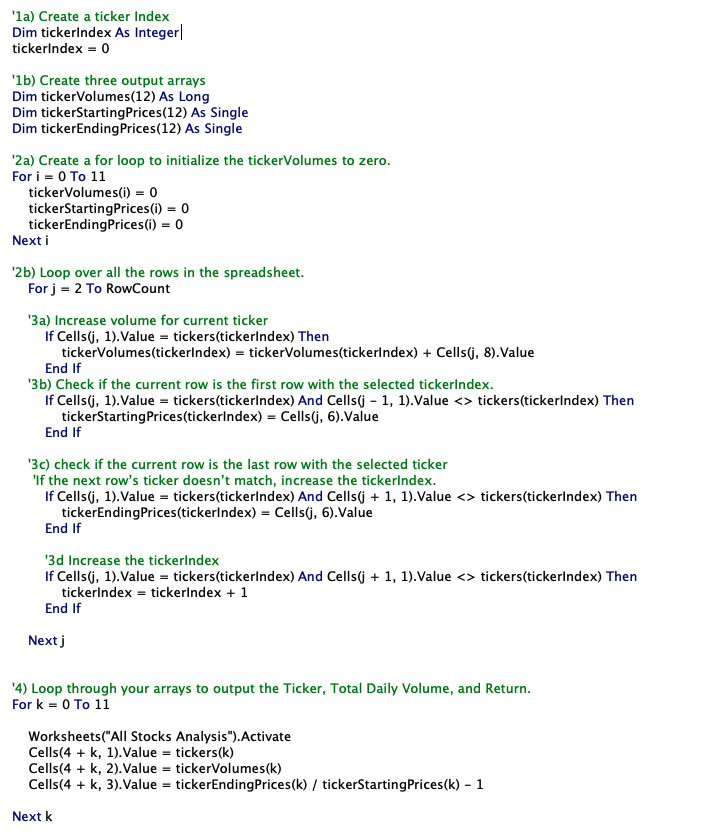 '1a) Create a ticker Index
Dim tickerIndex As Integer
tickerIndex = 0
'1b) Create three output arrays
Dim tickerVolumes(12) As Long
Dim tickerStartingPrices(12) As Single
Dim tickerEndingPrices(12) As Single
'2a) Create a for loop to initialize the tickerVolumes to zero.
For i = 0 To 11
tickerVolumes(i) = 0
tickerStartingPrices(i) = 0
tickerEndingPrices(i) = 0
Next i
'2b) Loop over all the rows in the spreadsheet.
For j = 2 To RowCount
'3a) Increase volume for current ticker
If Cells(j, 1).Value = tickers(tickerIndex) Then
tickerVolumes(tickerIndex) = tickerVolumes(tickerIndex) + Cells(j, 8).Value
End If
'3b) Check if the current row is the first row with the selected tickerIndex.
If Cells(j, 1).Value = tickers(tickerIndex) And Cells(j - 1, 1).Value <> tickers(tickerIndex) Then
tickerStartingPrices(tickerIndex) = Cells(j, 6).Value
End If
'3c) check if the current row is the last row with the selected ticker
'If the next row's ticker doesn't match, increase the tickerIndex.
If Cells(j, 1).Value = tickers(tickerIndex) And Cells(j + 1, 1).Value <> tickers(tickerIndex) Then
tickerEndingPrices(tickerIndex) = Cells(j, 6).Value
End If
'3d Increase the tickerIndex
If Cells(j, 1).Value = tickers(tickerIndex) And Cells(j + 1, 1).Value <> tickers(tickerIndex) Then
tickerIndex = tickerIndex + 1
End If
Next j
'4) Loop through your arrays to output the Ticker, Total Daily Volume, and Return.
For k = 0 To 11
Worksheets("All Stocks Analysis").Activate
Cells(4 + k, 1).Value = tickers(k)
Cells(4 + k, 2).Value = tickerVolumes(k)
Cells(4 + k, 3).Value = tickerEndingPrices(k) / tickerStartingPrices(k) - 1
Next k